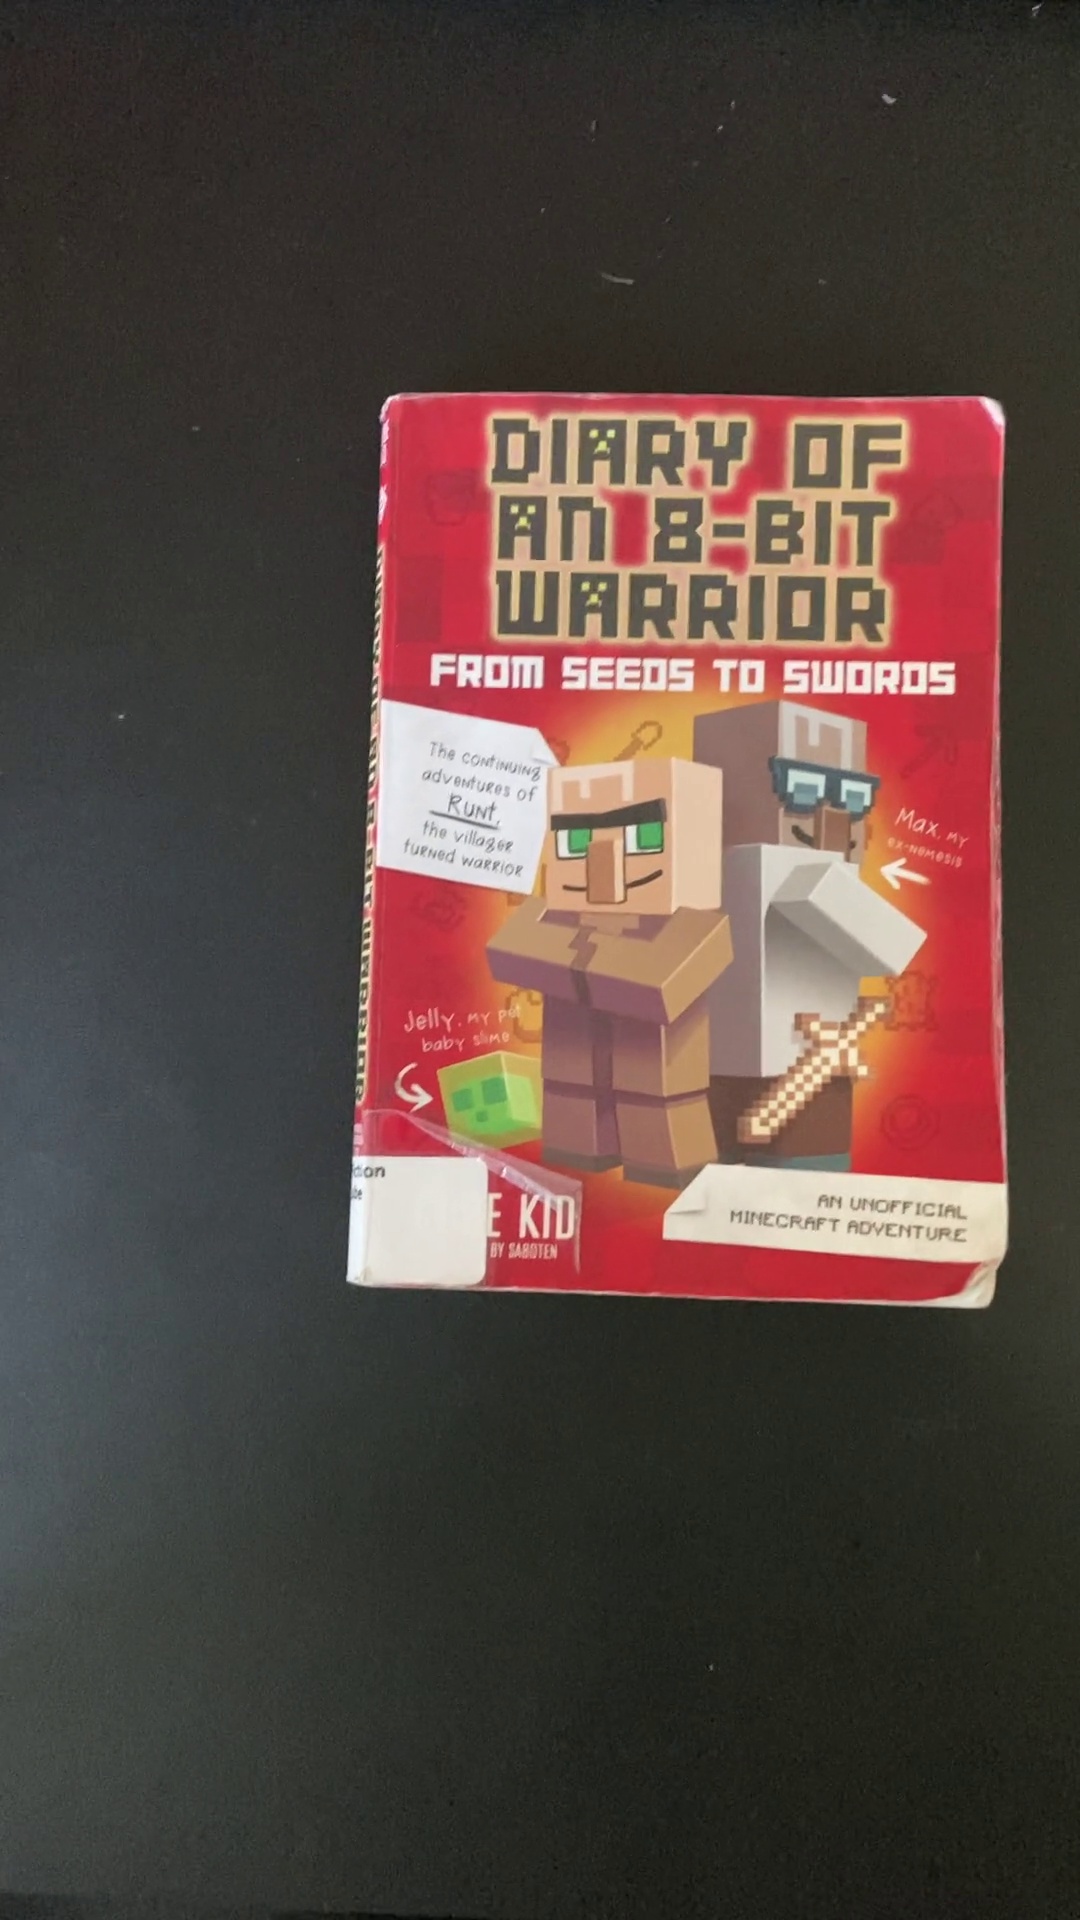 DIARY OF
AN 8-BIT
WARRIOR
FROM SEEDS TO SWORDS
The continuing
adventures of
Runt,
the villager
turned warrior
Max, my
ex-nemesis
Jelly, my pet
baby slime
E KID
BY SABOTEN
AN UNOFFICIAL
MINECRAFT ADVENTURE